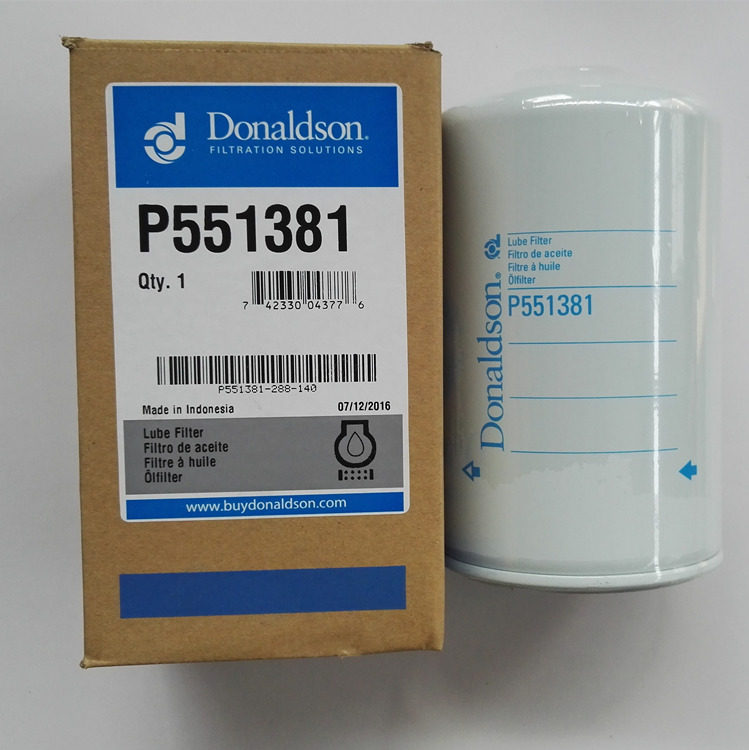 Donaldson®
FILTRATION SOLUTIONS
P551381
Qty. 1
7 42330 04377 6
P551381-288-140
Made in Indonesia 07/12/2016
Lube Filter
Filtro de aceite
Filtre à huile
Ölfilter
www.buydonaldson.com
Donaldson®
Lube Filter
Filtro de aceite
Filtre à huile
Ölfilter
P551381